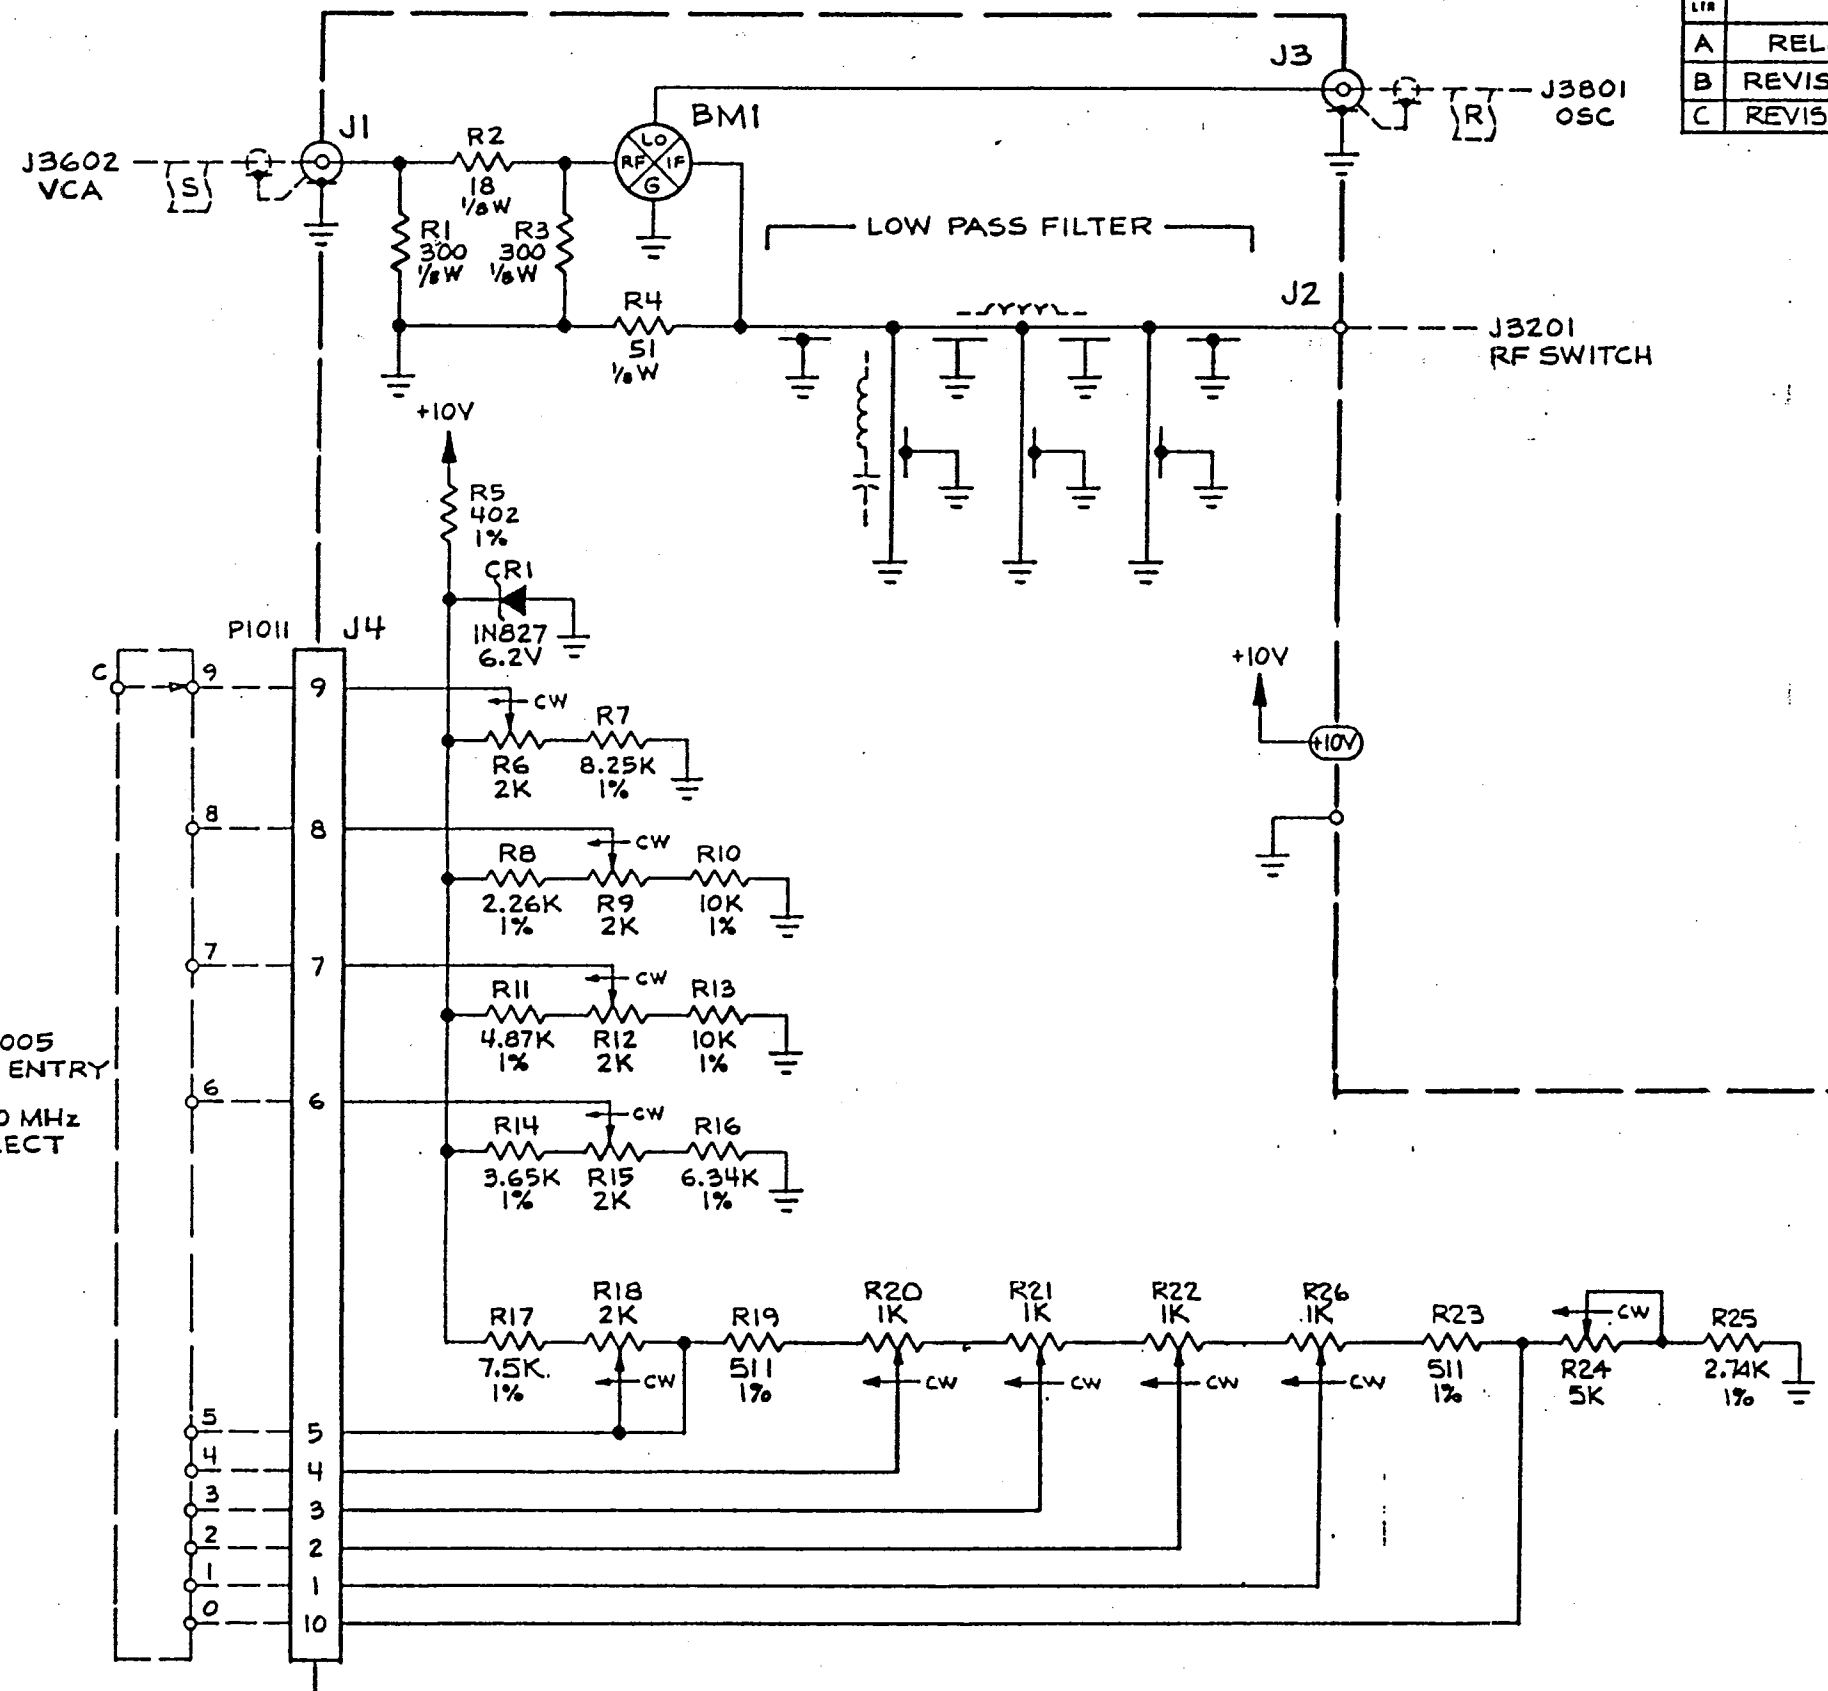 LTR
A REL
B REVIS
C REVIS
J3
J3801
OSC
J1
R2
18
1/8W
BM1
LO
RF
IF
G
J3602
VCA
S
R
R1
300
1/8W
R3
300
1/8W
LOW PASS FILTER
R4
51
1/8W
J2
J3201
RF SWITCH
+10V
R5
402
1%
CR1
1N827
6.2V
P1011
J4
+10V
+10V
C
9
9
CW
R6
2K
R7
8.25K
1%
8
8
CW
R8
2.26K
1%
R9
2K
R10
10K
1%
7
7
CW
R11
4.87K
1%
R12
2K
R13
10K
1%
005
ENTRY
0 MHz
LECT
6
6
CW
R14
3.65K
1%
R15
2K
R16
6.34K
1%
R17
7.5K
1%
R18
2K
CW
R19
511
1%
R20
1K
CW
R21
1K
CW
R22
1K
CW
R26
1K
CW
R23
511
1%
CW
R24
5K
R25
2.74K
1%
5
5
4
4
3
3
2
2
1
1
0
10